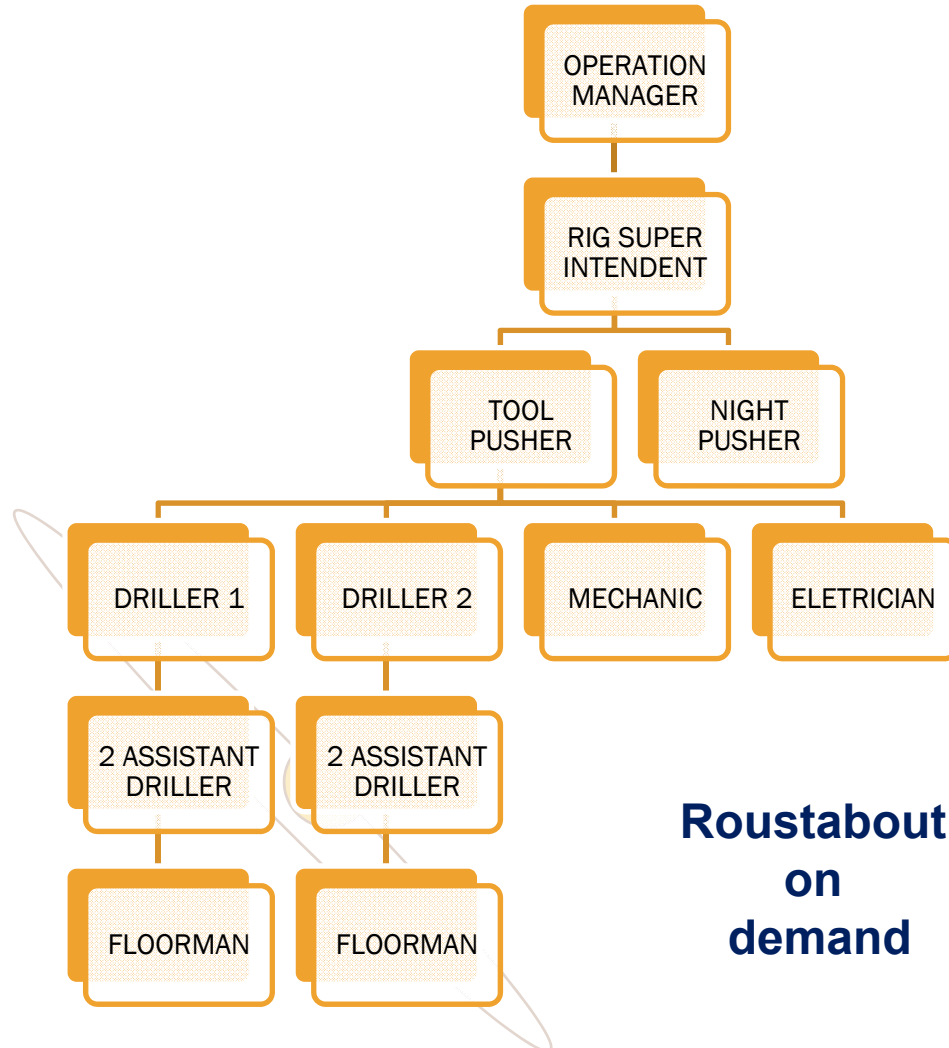 OPERATION
MANAGER
RIG SUPER
INTENDENT
TOOL
PUSHER
NIGHT
PUSHER
DRILLER 1
DRILLER 2
MECHANIC
ELETRICIAN
2 ASSISTANT
DRILLER
2 ASSISTANT
DRILLER
FLOORMAN
FLOORMAN
Roustabout
on
demand